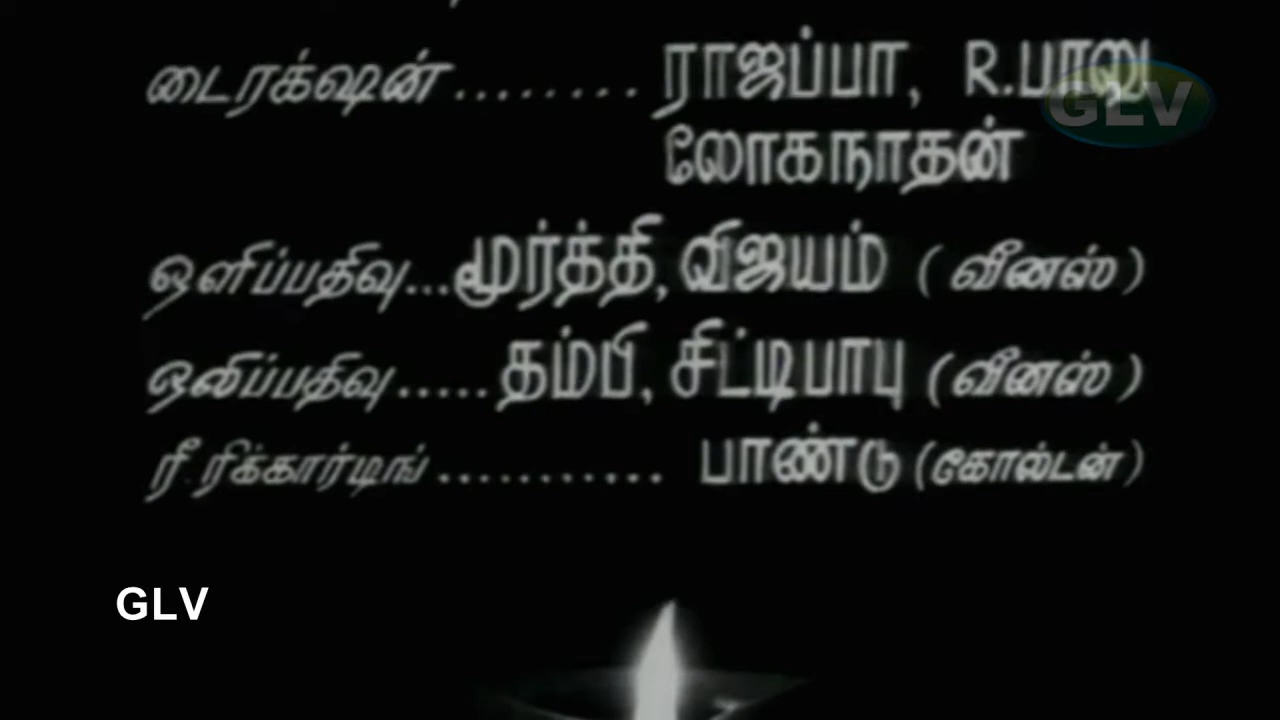 டைரக்ஷன்........ ராஜப்பா, R.பாலு
GLV
லோகநாதன்
ஒளிப்பதிவு...மூர்த்தி, விஜயம் (வீனஸ்)
ஒலிப்பதிவு.....தம்பி, சிட்டிபாபு (வீனஸ்)
ரீ.ரிக்கார்டிங்........... பாண்டு (கோல்டன்)
GLV